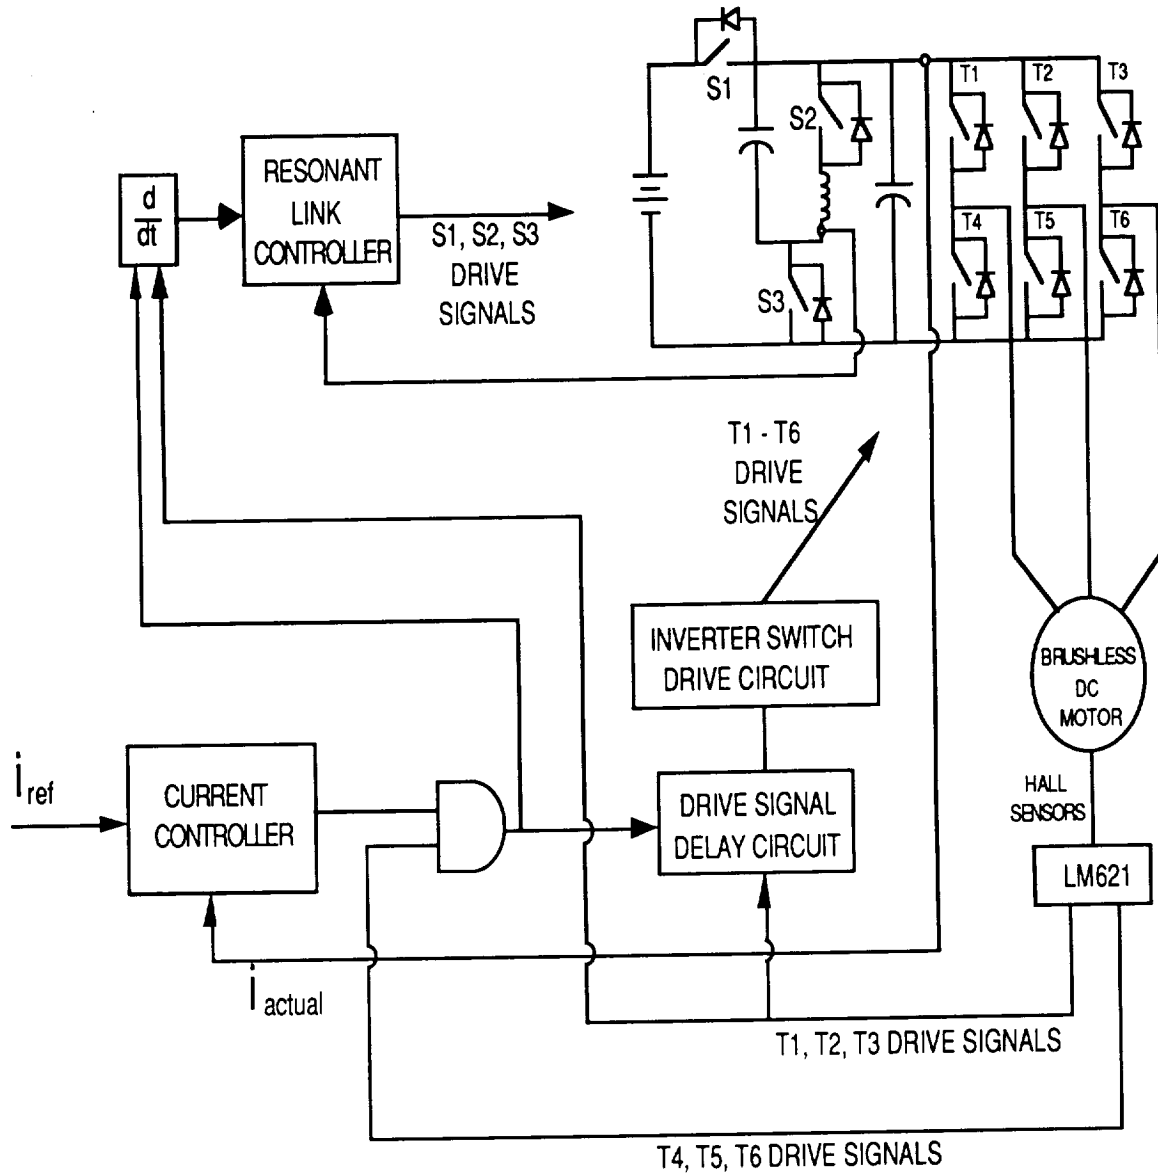 S1
S2
S3
T1
T2
T3
T4
T5
T6
d
dt
RESONANT
LINK
CONTROLLER
S1, S2, S3
DRIVE
SIGNALS
T1 - T6
DRIVE
SIGNALS
INVERTER SWITCH
DRIVE CIRCUIT
BRUSHLESS
DC
MOTOR
i ref
CURRENT
CONTROLLER
DRIVE SIGNAL
DELAY CIRCUIT
HALL
SENSORS
LM621
i actual
T1, T2, T3 DRIVE SIGNALS
T4, T5, T6 DRIVE SIGNALS